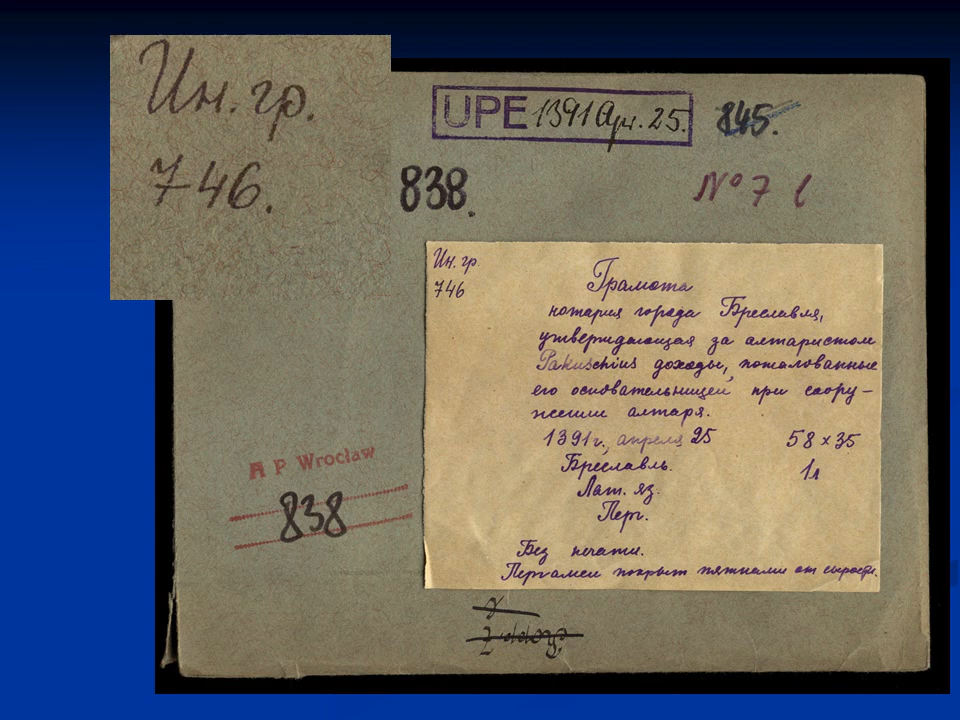 Ин. гр.
746.
UPE 1391 Apr. 25. 845.
838.
№ 7 l
Ин. гр.
746
Грамота
нотария города Бреславля,
утверждающая за алтаристом
Pakuschius доходы, пожалованные
его основательницей при соору-
жении алтаря.
1391 г., апреля 25 58 × 35
Бреславль. 1 л
Лат. яз.
Перг.
Без печати.
Пергамен покрыт пятнами от сырости.
A P Wrocław
838